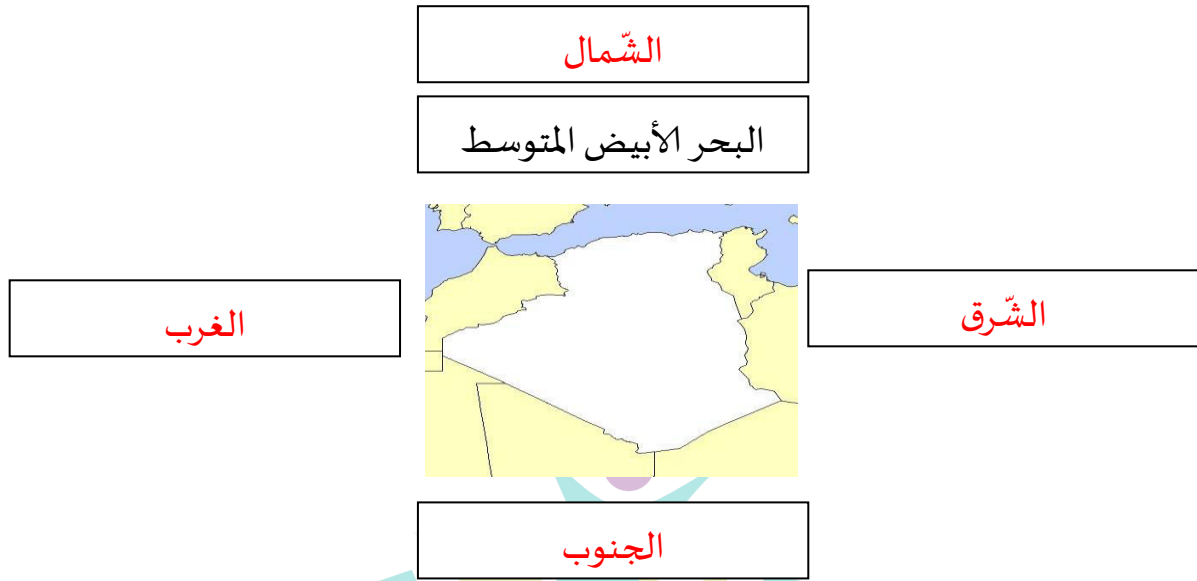 الشّمال
البحر الأبيض المتوسط
الشّرق
الغرب
الجنوب